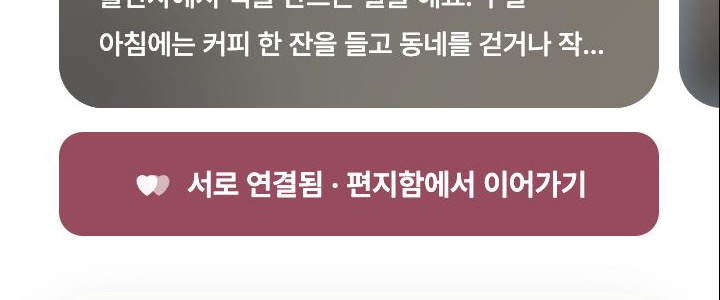 아침에는 커피 한 잔을 들고 동네를 걷거나 작...
서로 연결됨 · 편지함에서 이어가기